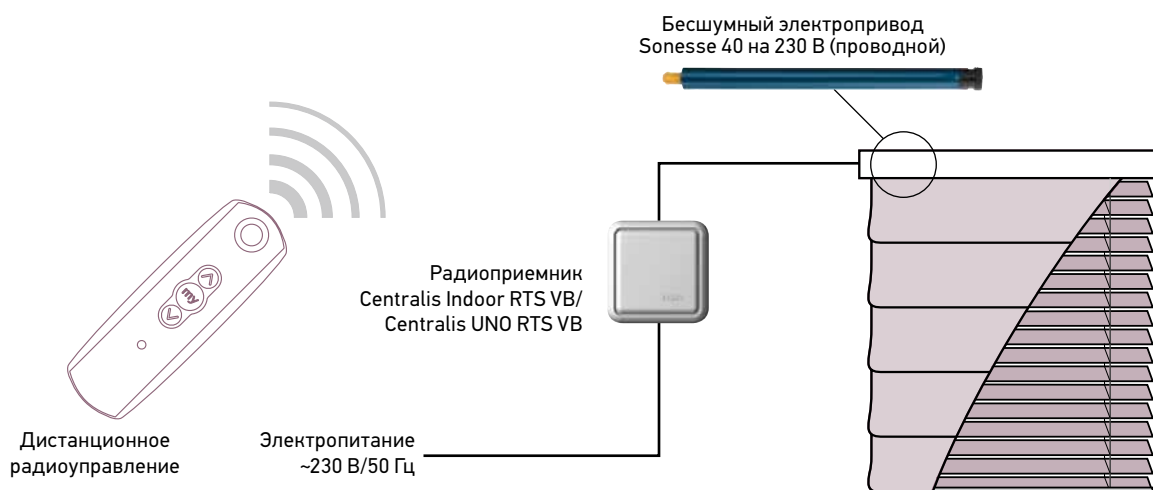 Бесшумный электропривод
Sonesse 40 на 230 В (проводной)
Радиоприемник
Centralis Indoor RTS VB/
Centralis UNO RTS VB
my
Дистанционное
радиоуправление
Электропитание
~230 В/50 Гц